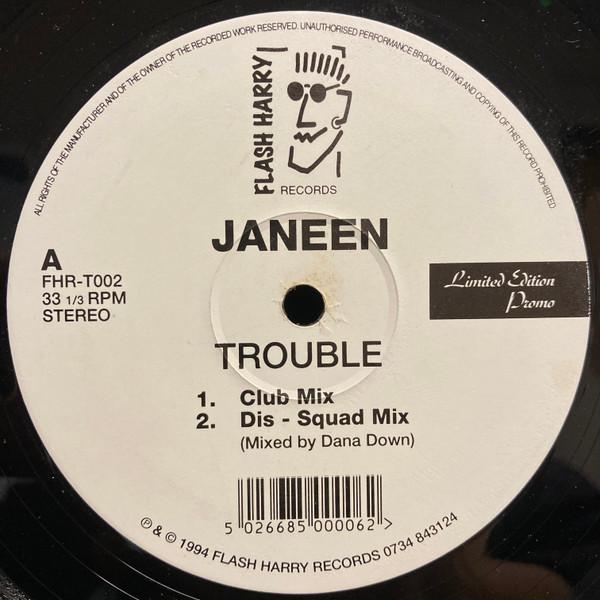 ALL RIGHTS OF THE MANUFACTURER AND OF THE OWNER OF THE RECORDED WORK RESERVED. UNAUTHORISED PERFORMANCE BROADCASTING AND COPYING OF THIS RECORD PROHIBITED
FLASH HARRY
RECORDS
JANEEN
A
FHR-T002
33 1/3 RPM
STEREO
Limited Edition
Promo
TROUBLE
1. Club Mix
2. Dis - Squad Mix
(Mixed by Dana Down)
5 026685 000062 >
℗ & © 1994 FLASH HARRY RECORDS 0734 843124